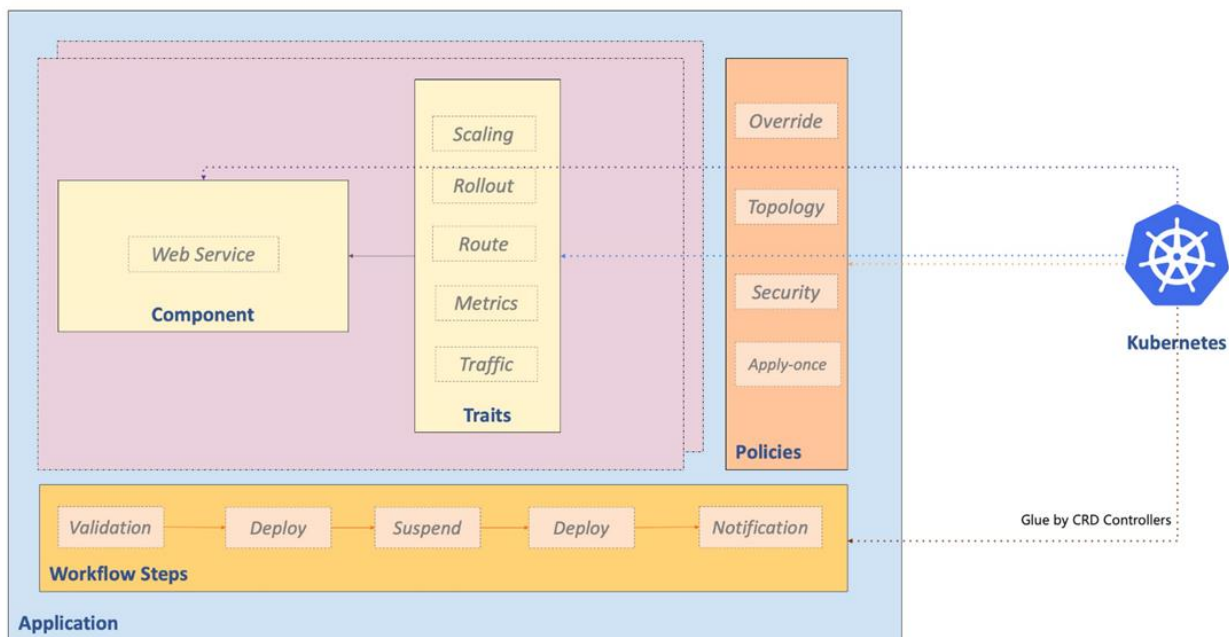 Scaling
Rollout
Web Service
Route
Component
Metrics
Traffic
Traits
Override
Topology
Security
Apply-once
Policies
Kubernetes
Glue by CRD Controllers
Validation
Deploy
Suspend
Deploy
Notification
Workflow Steps
Application